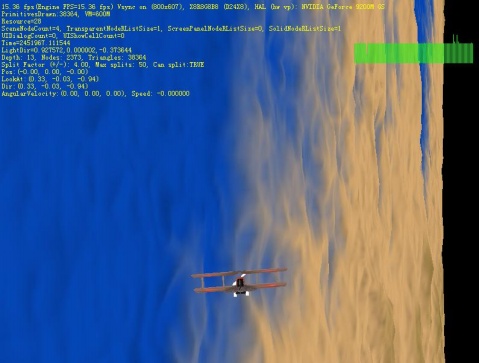 15.36 fps(Engine FPS=15.36 fps) Vsync on (800x607), X8R8G8B8 (D24X8), HAL (hw vp): NVIDIA GeForce 8200M G
PrimitivesDrawn:38364, VM=600M
Resource=28
SceneNodeCount=4, TransparentNodeRListSize=1, ScreenPanelNodeRListSize=0, SolidNodeRListSize=1
UIDialogCount=0, UIShowCellCount=0
Time=2451967.111544
LightDir=0.927572,0.000002,-0.373644
Depth: 13, Nodes: 2373, Triangles: 38364
Split Factor (+/-): 4.00, Max splits: 50, Can split:TRUE
Pos:(-0.00, 0.00, -0.00)
LookAt:(0.33, -0.03, -0.94)
Dir:(0.33, -0.03, -0.94)
AngularVelocity:(0.00, 0.00, 0.00), Speed: -0.000000